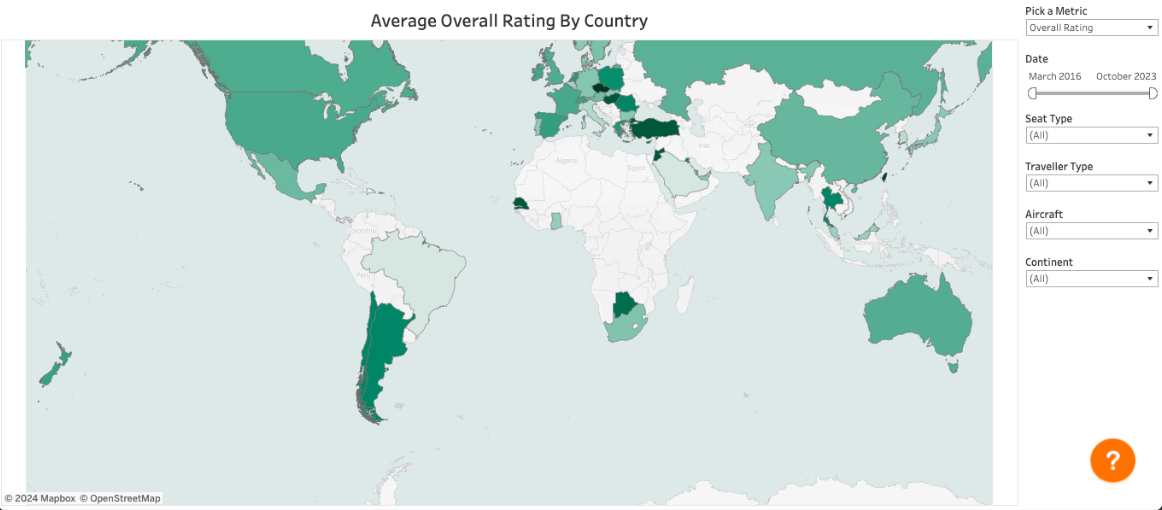 Average Overall Rating By Country
Pick a Metric
Overall Rating
Date
March 2016 October 2023
Seat Type
(All)
Traveller Type
(All)
Aircraft
(All)
Continent
(All)
Algeria
Egypt
Iran
Colombia
Peru
Indonesia
?
© 2024 Mapbox © OpenStreetMap